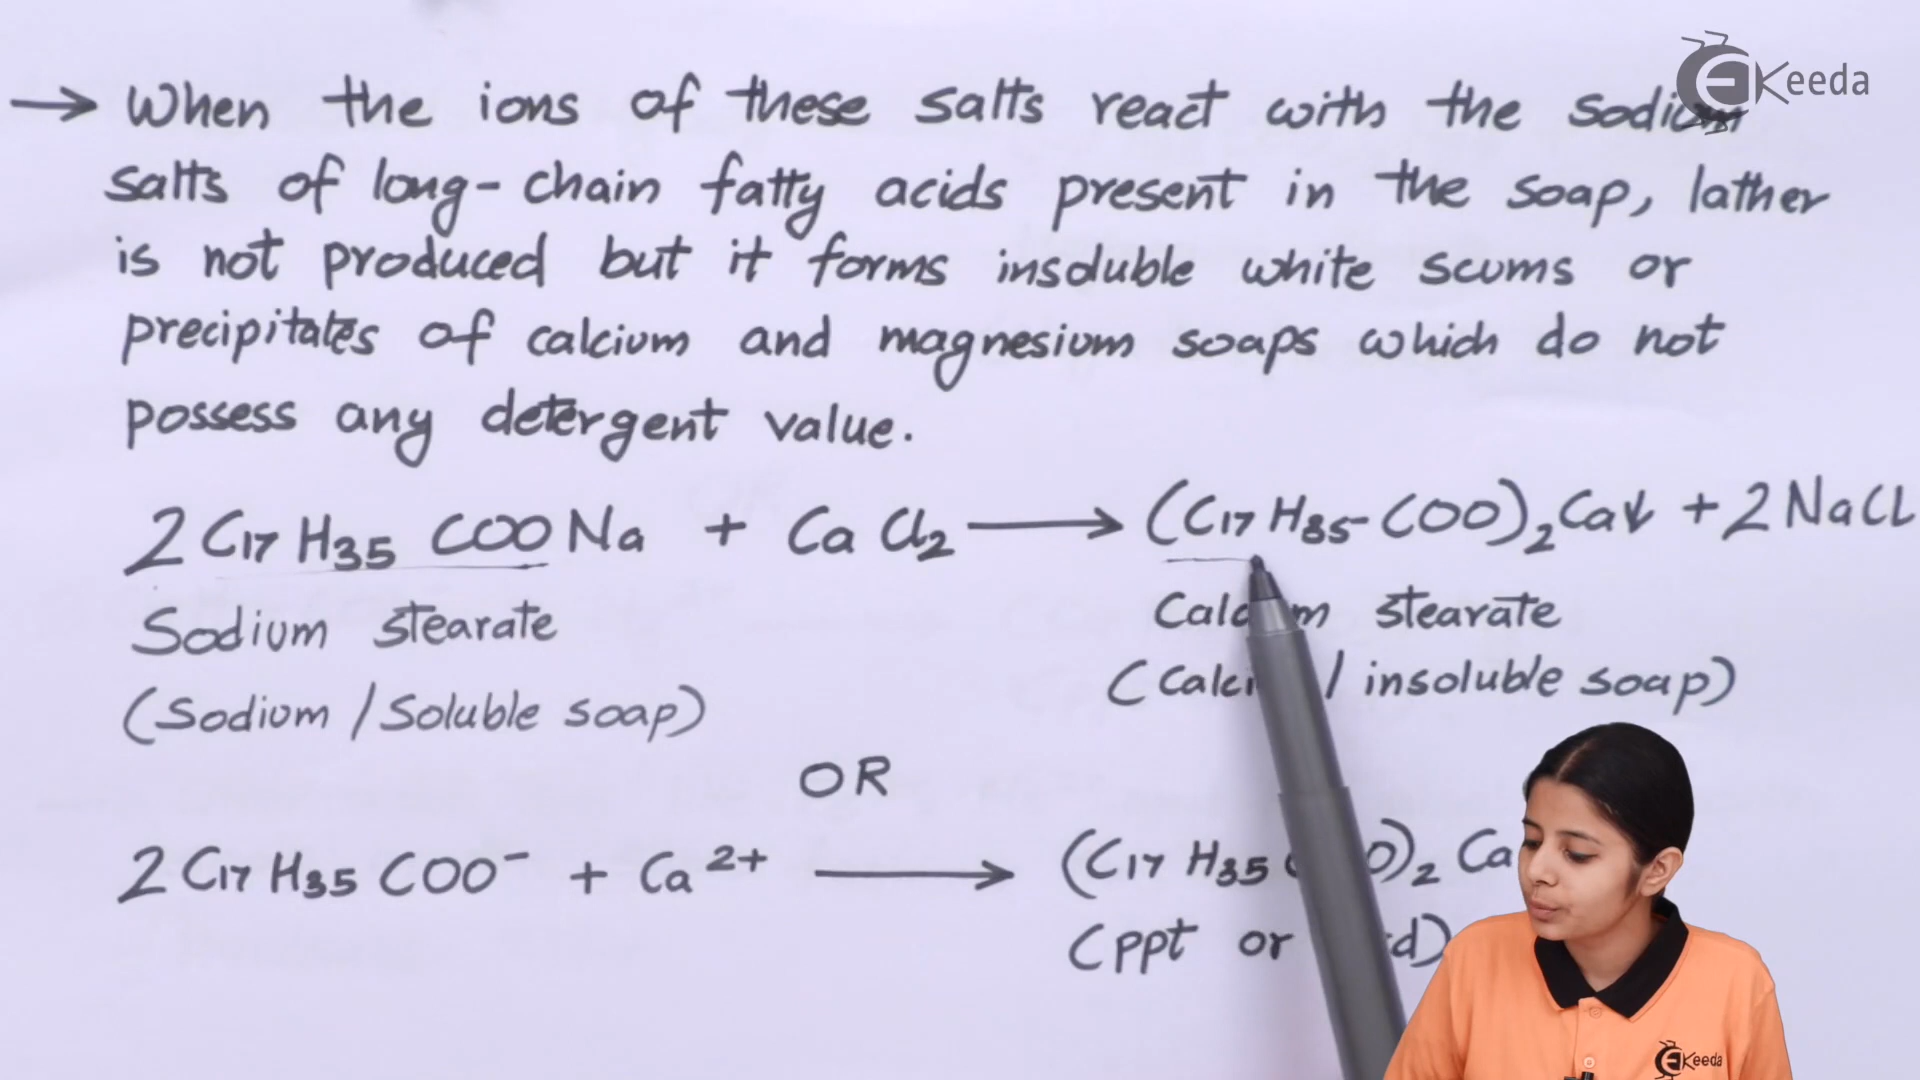 → When the ions of these salts react with the sodium
salts of long-chain fatty acids present in the soap, lather
is not produced but it forms insoluble white scums or
precipitates of calcium and magnesium soaps which do not
possess any detergent value.
2 C17 H35 COO Na + Ca Cl2 → (C17 H35-COO)2 Ca↓ + 2 NaCl
Sodium stearate
stearate
(Sodium / Soluble soap)
/ insoluble soap)
OR
2 C17 H35 COO⁻ + Ca 2+ → (C17 H35 )2 Ca
(ppt or
Keeda
Keeda